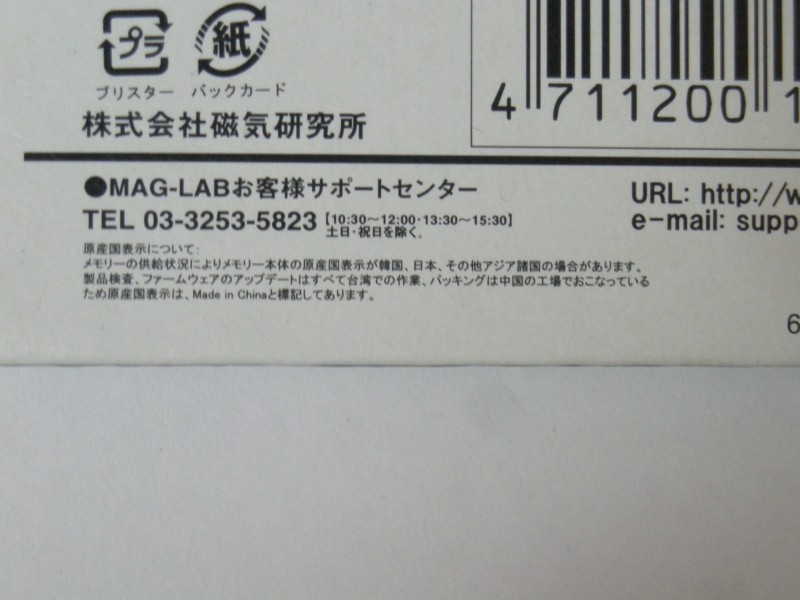 プラ 紙
ブリスター バックカード
株式会社磁気研究所
4 711200 1
●MAG-LABお客様サポートセンター
TEL 03-3253-5823【10:30～12:00・13:30～15:30】
土日・祝日を除く。
URL: http://w
e-mail: supp
原産国表示について:
メモリーの供給状況によりメモリー本体の原産国表示が韓国、日本、その他アジア諸国の場合があります。
製品検査、ファームウェアのアップデートはすべて台湾での作業、パッキングは中国の工場でおこなっている
ため原産国表示は、Made in Chinaと標記してあります。
6